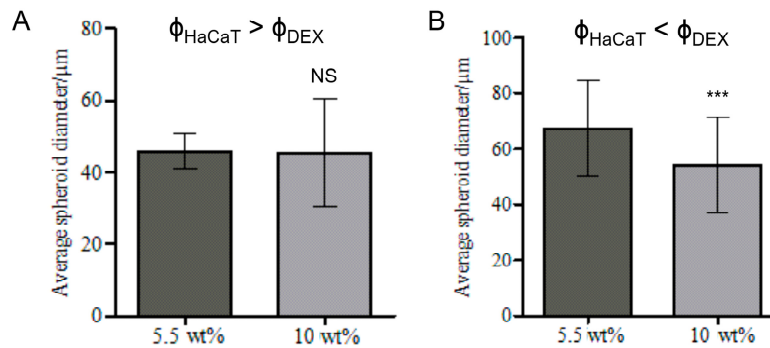 A
ϕHaCaT > ϕDEX
Average spheroid diameter/μm
80
60
40
20
0
NS
5.5 wt%
10 wt%
B
ϕHaCaT < ϕDEX
Average spheroid diameter/μm
100
80
60
40
20
0
***
5.5 wt%
10 wt%